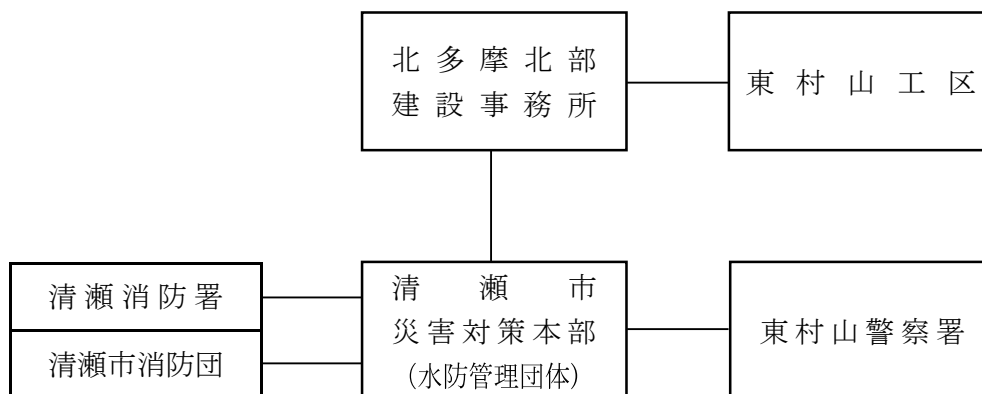 北多摩北部
建設事務所
東村山工区
清瀬消防署
清瀬市消防団
清瀬市
災害対策本部
(水防管理団体)
東村山警察署